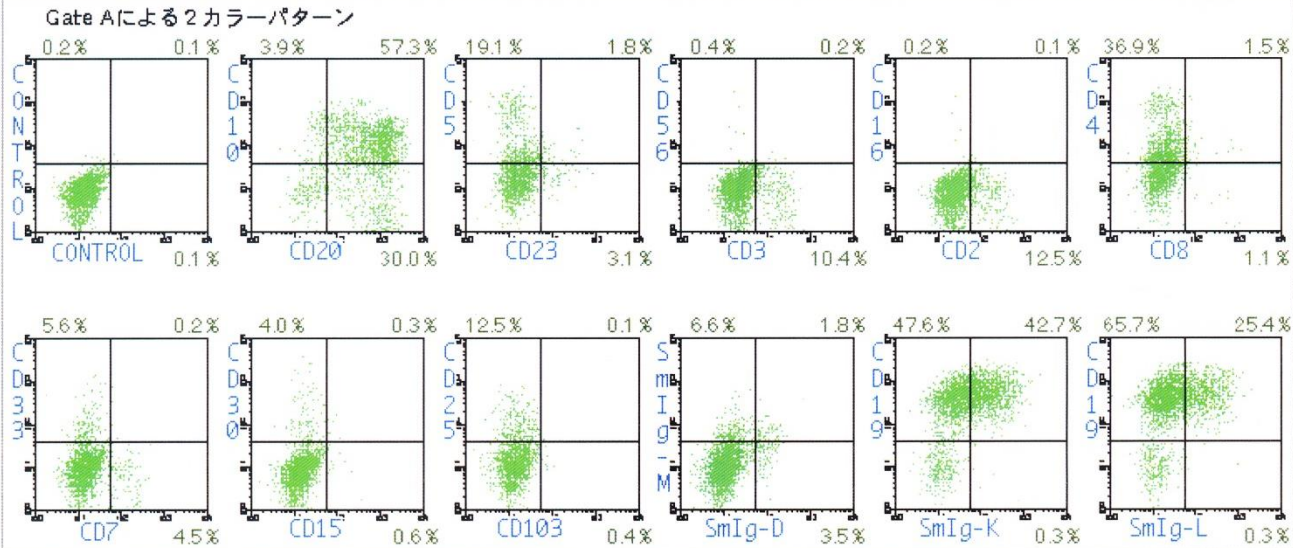 Gate Aによる2カラーパターン
0.2% 0.1% 3.9% 57.3% 19.1% 1.8% 0.4% 0.2% 0.2% 0.1% 36.9% 1.5%
CONTROL CD10 CD5 CD56 CD16 CD4
CONTROL CD20 CD23 CD3 CD2 CD8
0.1% 30.0% 3.1% 10.4% 12.5% 1.1%
5.6% 0.2% 4.0% 0.3% 12.5% 0.1% 6.6% 1.8% 47.6% 42.7% 65.7% 25.4%
CD33 CD30 CD25 SmIg-M CD19 CD19
CD7 CD15 CD103 SmIg-D SmIg-K SmIg-L
4.5% 0.6% 0.4% 3.5% 0.3% 0.3%